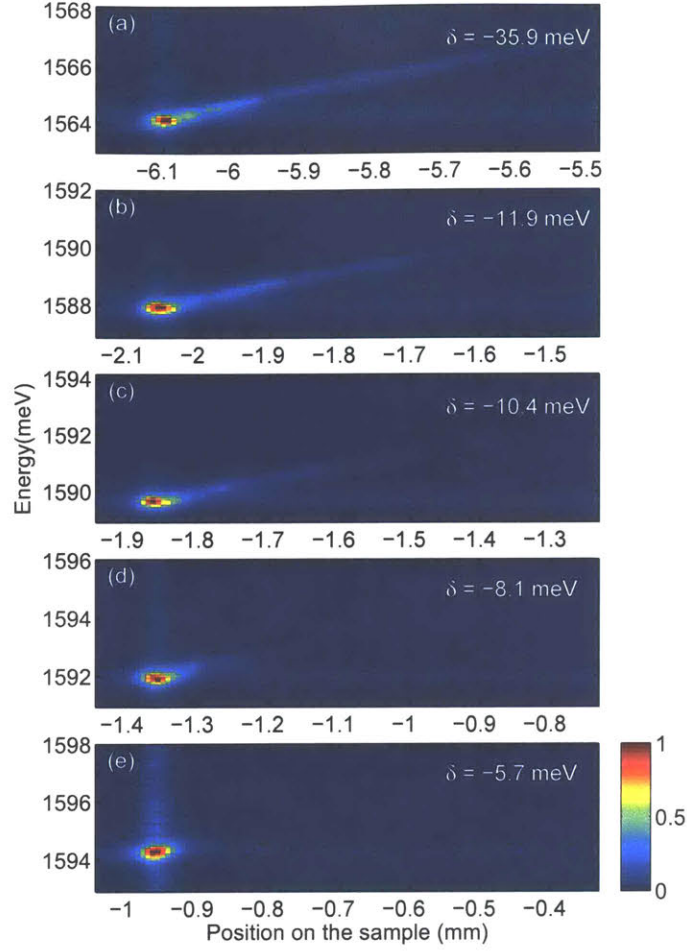 1568
(a)
δ = −35.9 meV
1566
1564
−6.1 −6 −5.9 −5.8 −5.7 −5.6 −5.5
1592
(b)
δ = −11.9 meV
1590
1588
−2.1 −2 −1.9 −1.8 −1.7 −1.6 −1.5
1594
(c)
δ = −10.4 meV
1592
1590
−1.9 −1.8 −1.7 −1.6 −1.5 −1.4 −1.3
Energy(meV)
1596
(d)
δ = −8.1 meV
1594
1592
−1.4 −1.3 −1.2 −1.1 −1 −0.9 −0.8
1598
(e)
δ = −5.7 meV
1596
1594
−1 −0.9 −0.8 −0.7 −0.6 −0.5 −0.4
Position on the sample (mm)
1
0.5
0